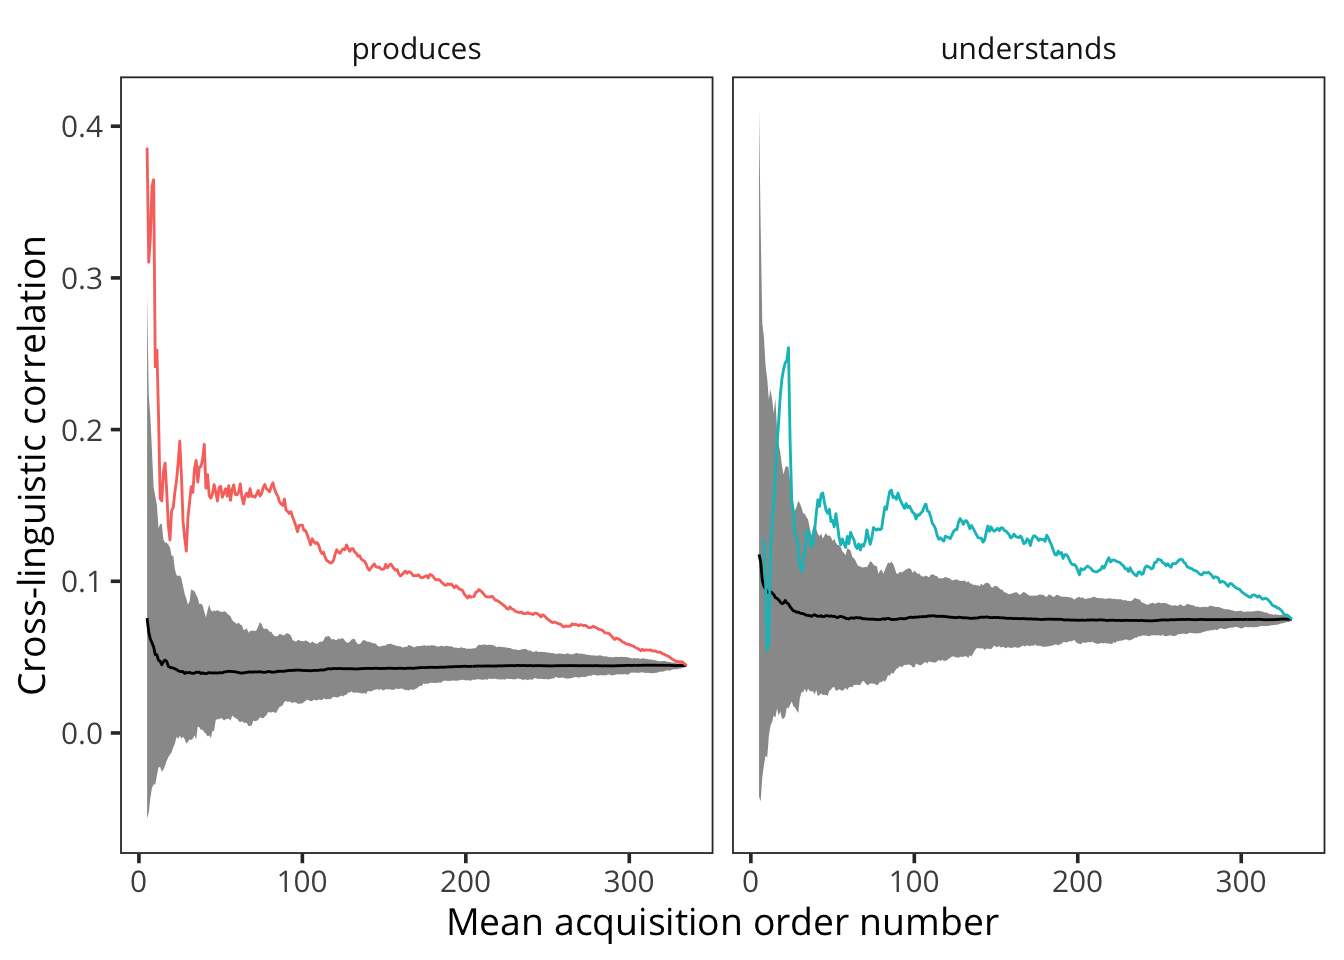 produces
understands
0.4
0.3
0.2
0.1
0.0
Cross-linguistic correlation
0 100 200 300
0 100 200 300
Mean acquisition order number